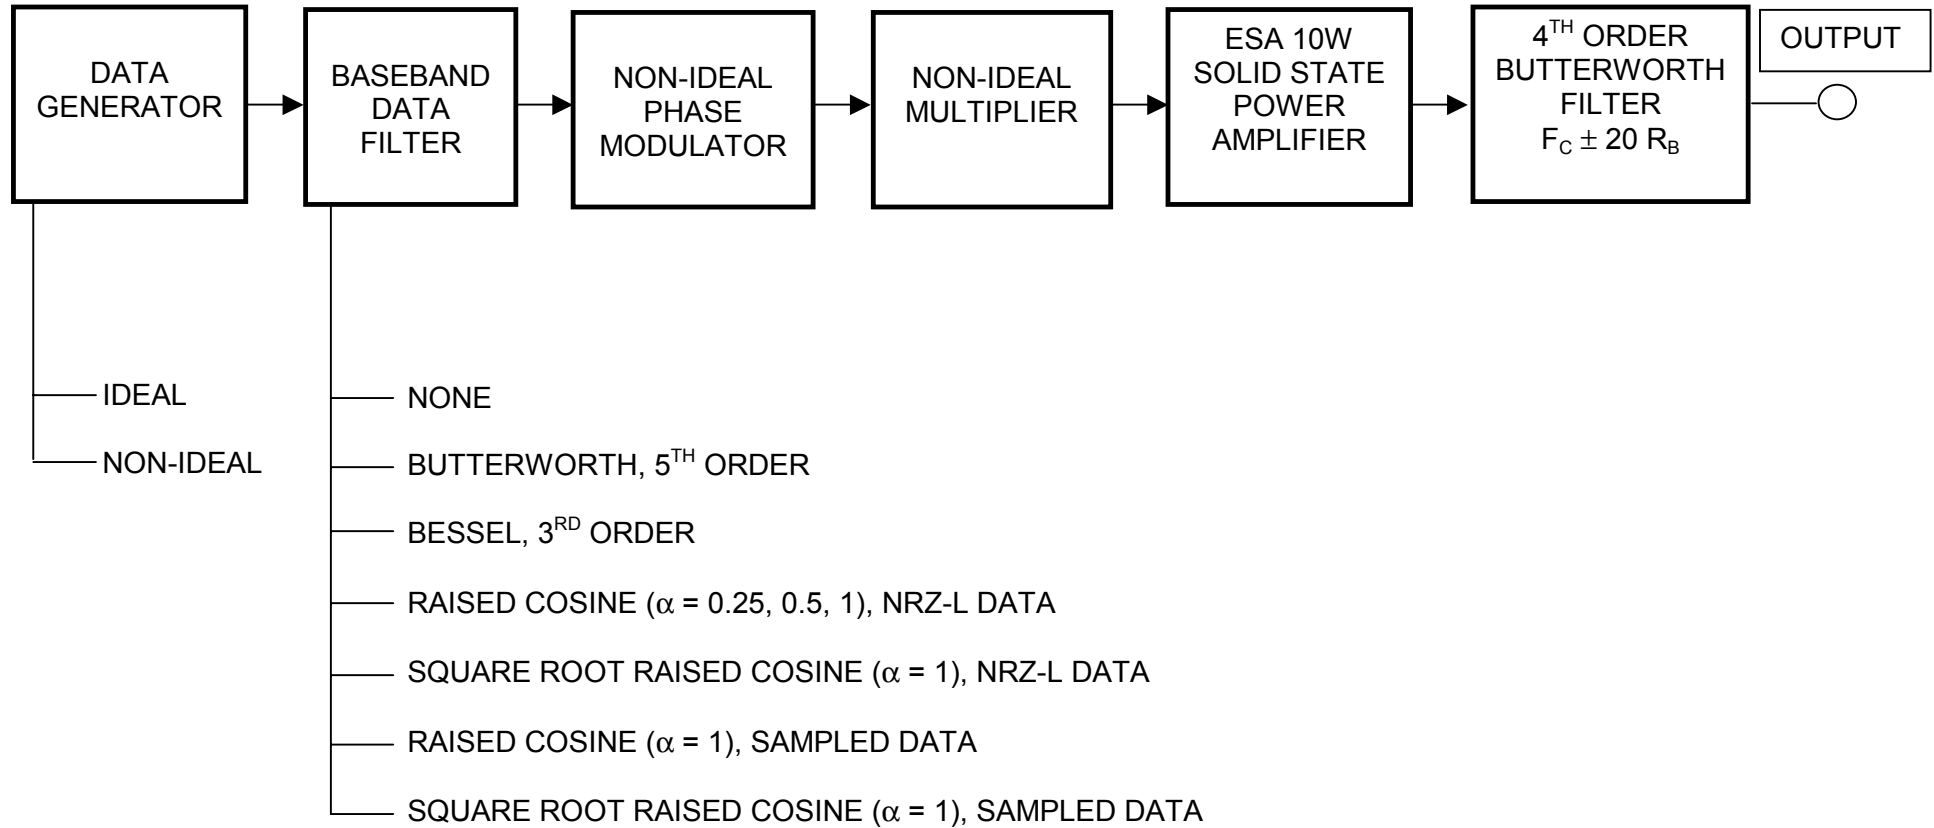 DATA
GENERATOR
BASEBAND
DATA
FILTER
NON-IDEAL
PHASE
MODULATOR
NON-IDEAL
MULTIPLIER
ESA 10W
SOLID STATE
POWER
AMPLIFIER
4TH ORDER
BUTTERWORTH
FILTER
FC ± 20 RB
OUTPUT
IDEAL
NON-IDEAL
NONE
BUTTERWORTH, 5TH ORDER
BESSEL, 3RD ORDER
RAISED COSINE (α = 0.25, 0.5, 1), NRZ-L DATA
SQUARE ROOT RAISED COSINE (α = 1), NRZ-L DATA
RAISED COSINE (α = 1), SAMPLED DATA
SQUARE ROOT RAISED COSINE (α = 1), SAMPLED DATA